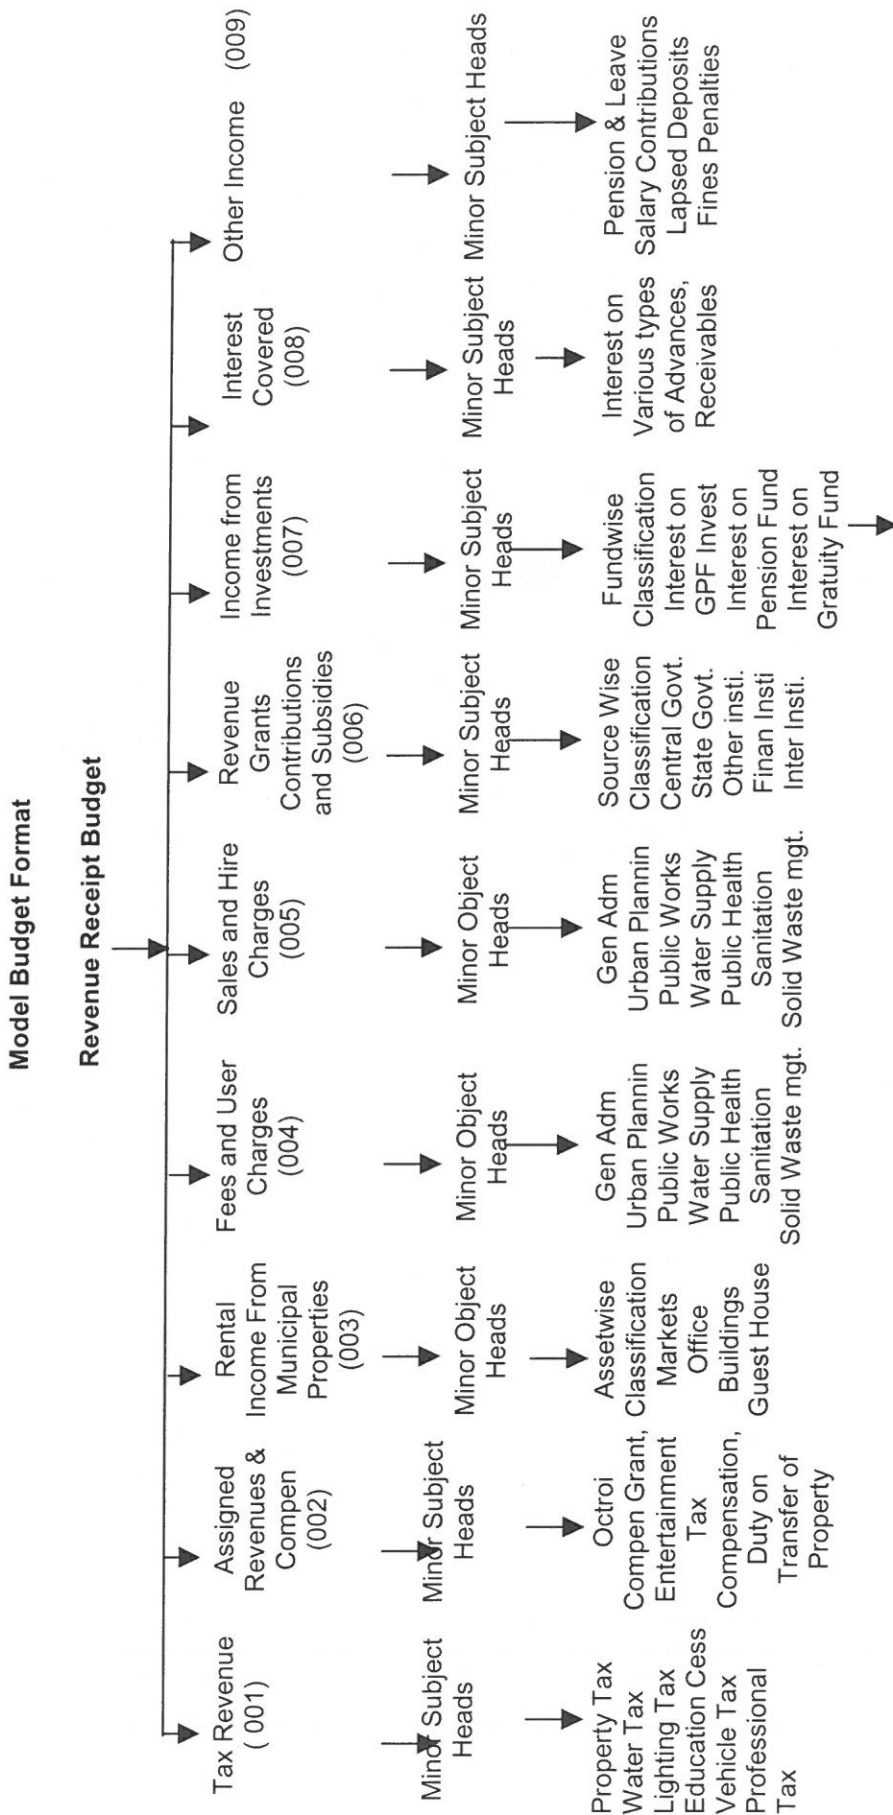 Model Budget Format
Revenue Receipt Budget
Tax Revenue
( 001)
Minor Subject
Heads
Property Tax
Water Tax
Lighting Tax
Education Cess
Vehicle Tax
Professional
Tax
Assigned
Revenues &
Compen
(002)
Minor Subject
Heads
Octroi
Compen Grant,
Entertainment
Tax
Compensation,
Duty on
Transfer of
Property
Rental
Income From
Municipal
Properties
(003)
Minor Object
Heads
Assetwise
Classification
Markets
Office
Buildings
Guest House
Fees and User
Charges
(004)
Minor Object
Heads
Gen Adm
Urban Plannin
Public Works
Water Supply
Public Health
Sanitation
Solid Waste mgt.
Sales and Hire
Charges
(005)
Minor Object
Heads
Gen Adm
Urban Plannin
Public Works
Water Supply
Public Health
Sanitation
Solid Waste mgt.
Revenue
Grants
Contributions
and Subsidies
(006)
Minor Subject
Heads
Source Wise
Classification
Central Govt.
State Govt.
Other insti.
Finan Insti
Inter Insti.
Income from
Investments
(007)
Minor Subject
Heads
Fundwise
Classification
Interest on
GPF Invest
Interest on
Pension Fund
Interest on
Gratuity Fund
Interest
Covered
(008)
Minor Subject
Heads
Interest on
Various types
of Advances,
Receivables
Other Income (009)
Minor Subject Heads
Pension & Leave
Salary Contributions
Lapsed Deposits
Fines Penalties